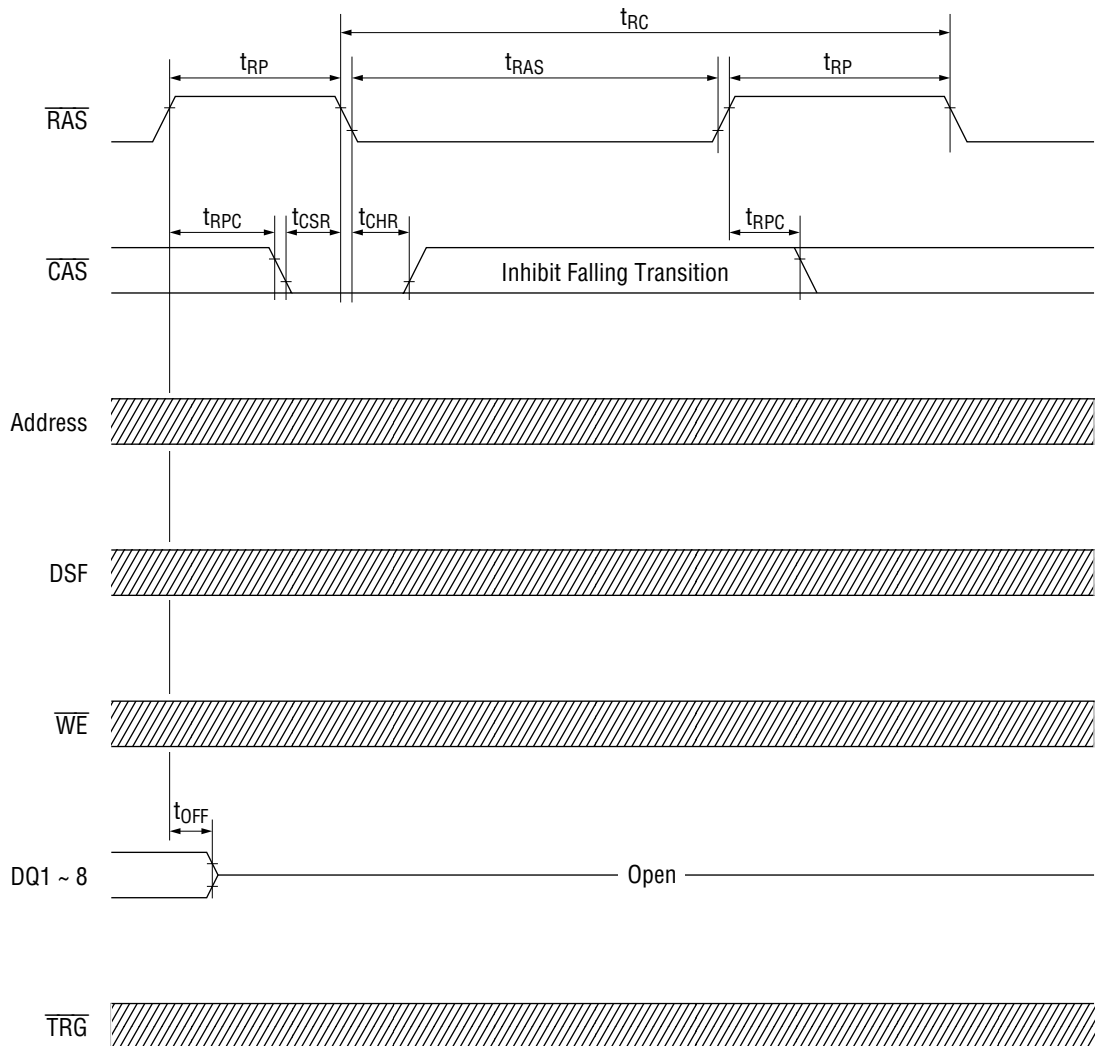 tRC
tRP tRAS tRP
RAS
tRPC tCSR tCHR tRPC
CAS Inhibit Falling Transition
Address
DSF
WE
tOFF
DQ1 ~ 8 Open
TRG